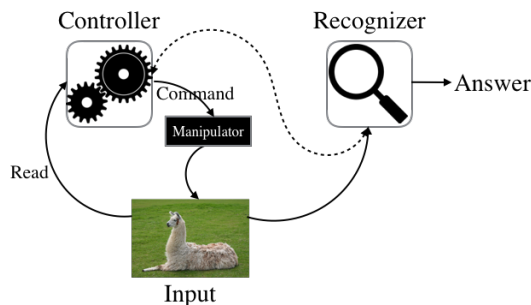 Controller
Recognizer
Command
Answer
Manipulator
Read
Input